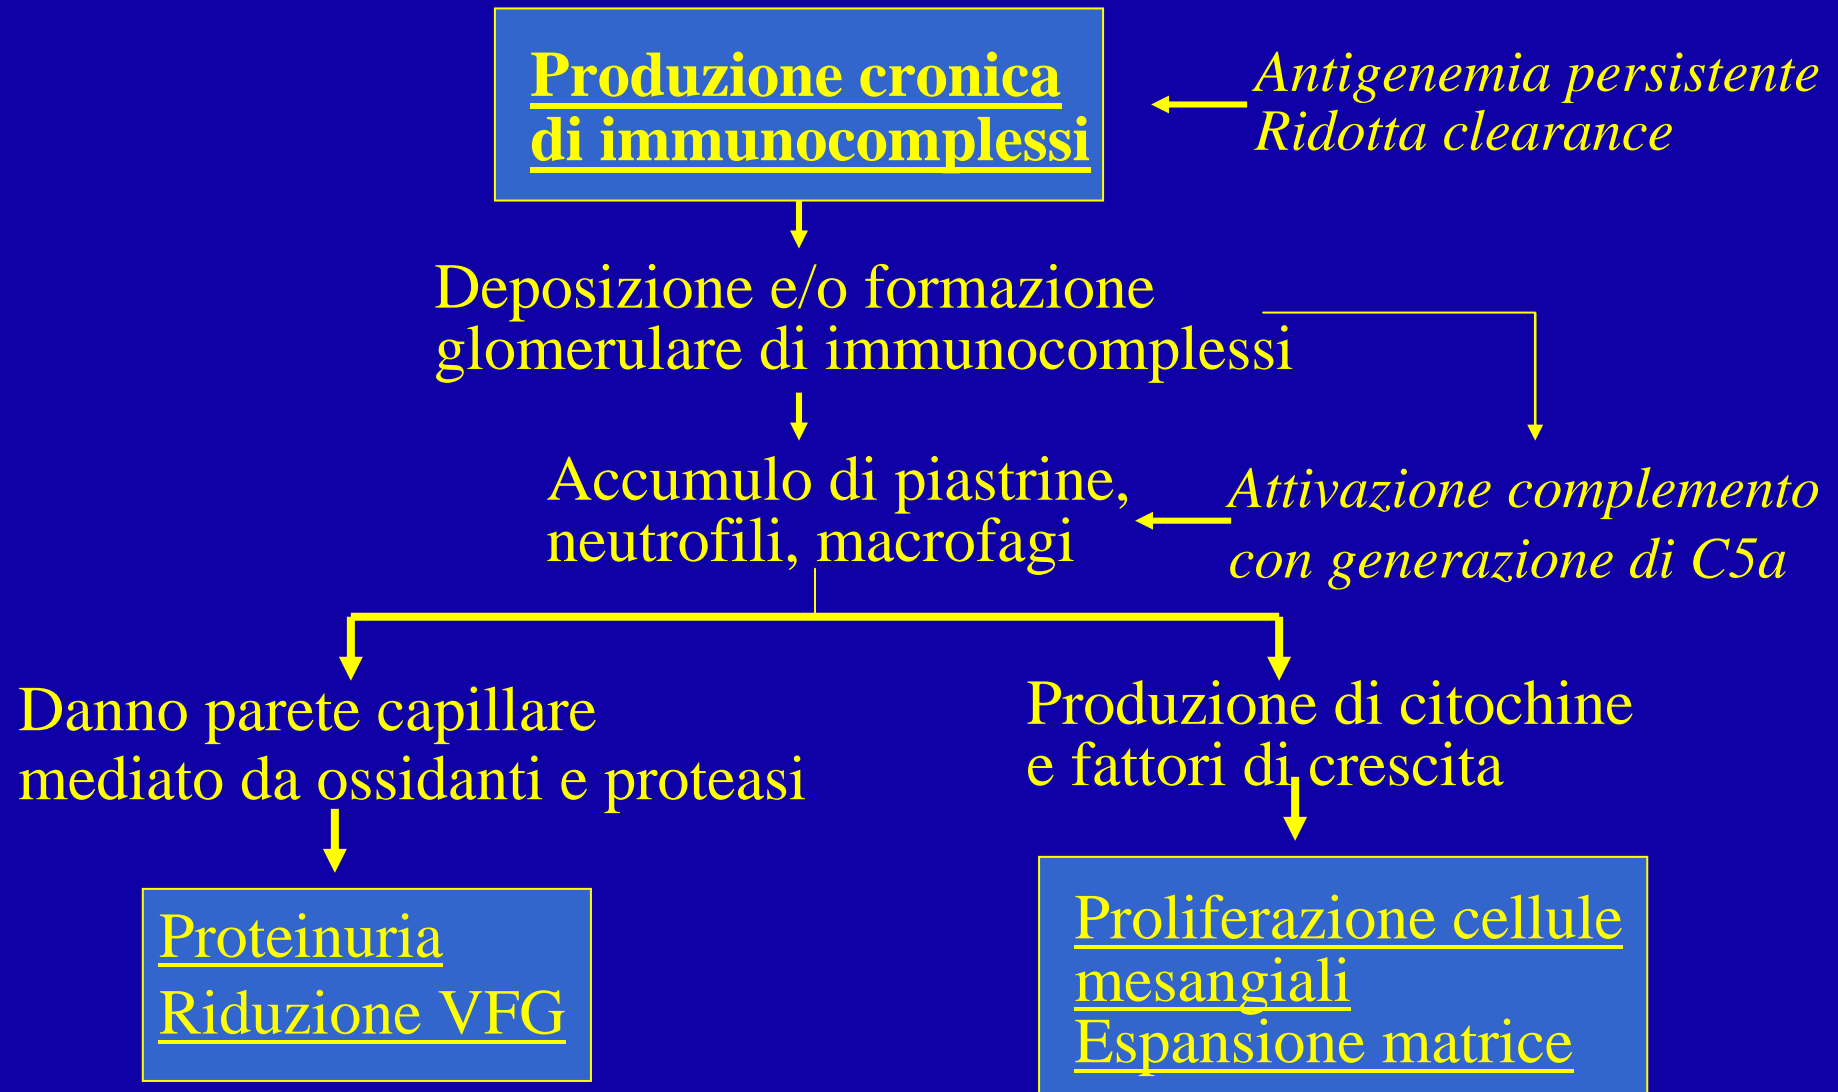 Produzione cronica
di immunocomplessi
Antigenemia persistente
Ridotta clearance
Deposizione e/o formazione
glomerulare di immunocomplessi
Accumulo di piastrine,
neutrofili, macrofagi
Attivazione complemento
con generazione di C5a
Danno parete capillare
mediato da ossidanti e proteasi
Produzione di citochine
e fattori di crescita
Proteinuria
Riduzione VFG
Proliferazione cellule
mesangiali
Espansione matrice